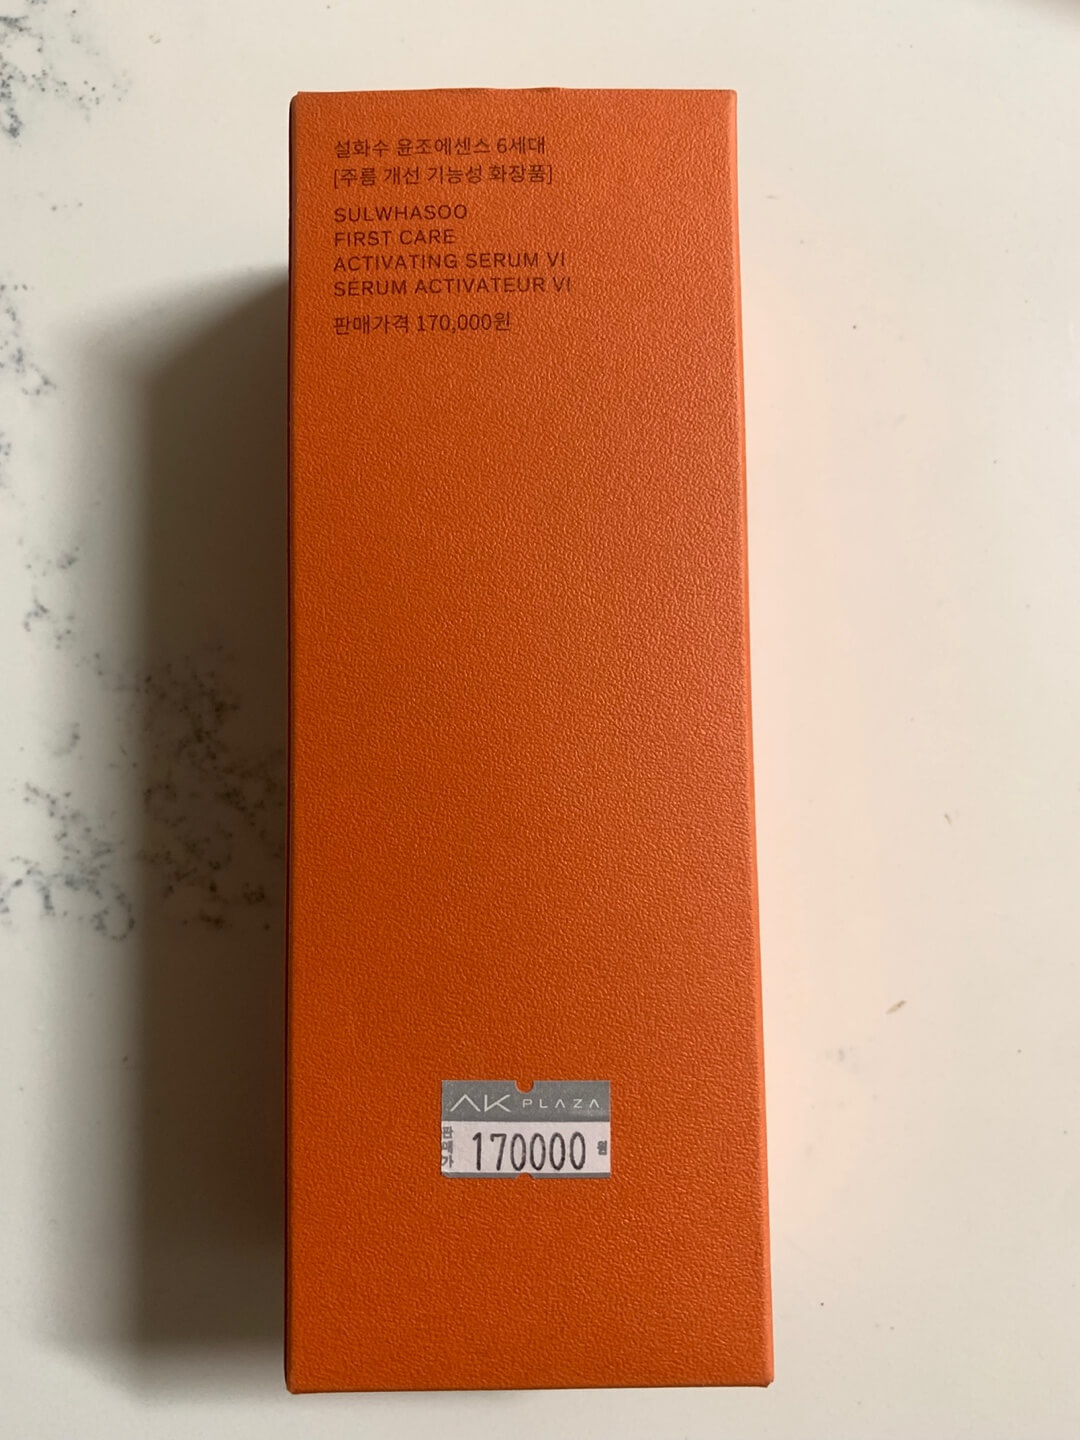 설화수 윤조에센스 6세대
[주름 개선 기능성 화장품]
SULWHASOO
FIRST CARE
ACTIVATING SERUM VI
SERUM ACTIVATEUR VI
판매가격 170,000원
AK PLAZA
판매가 170000 원